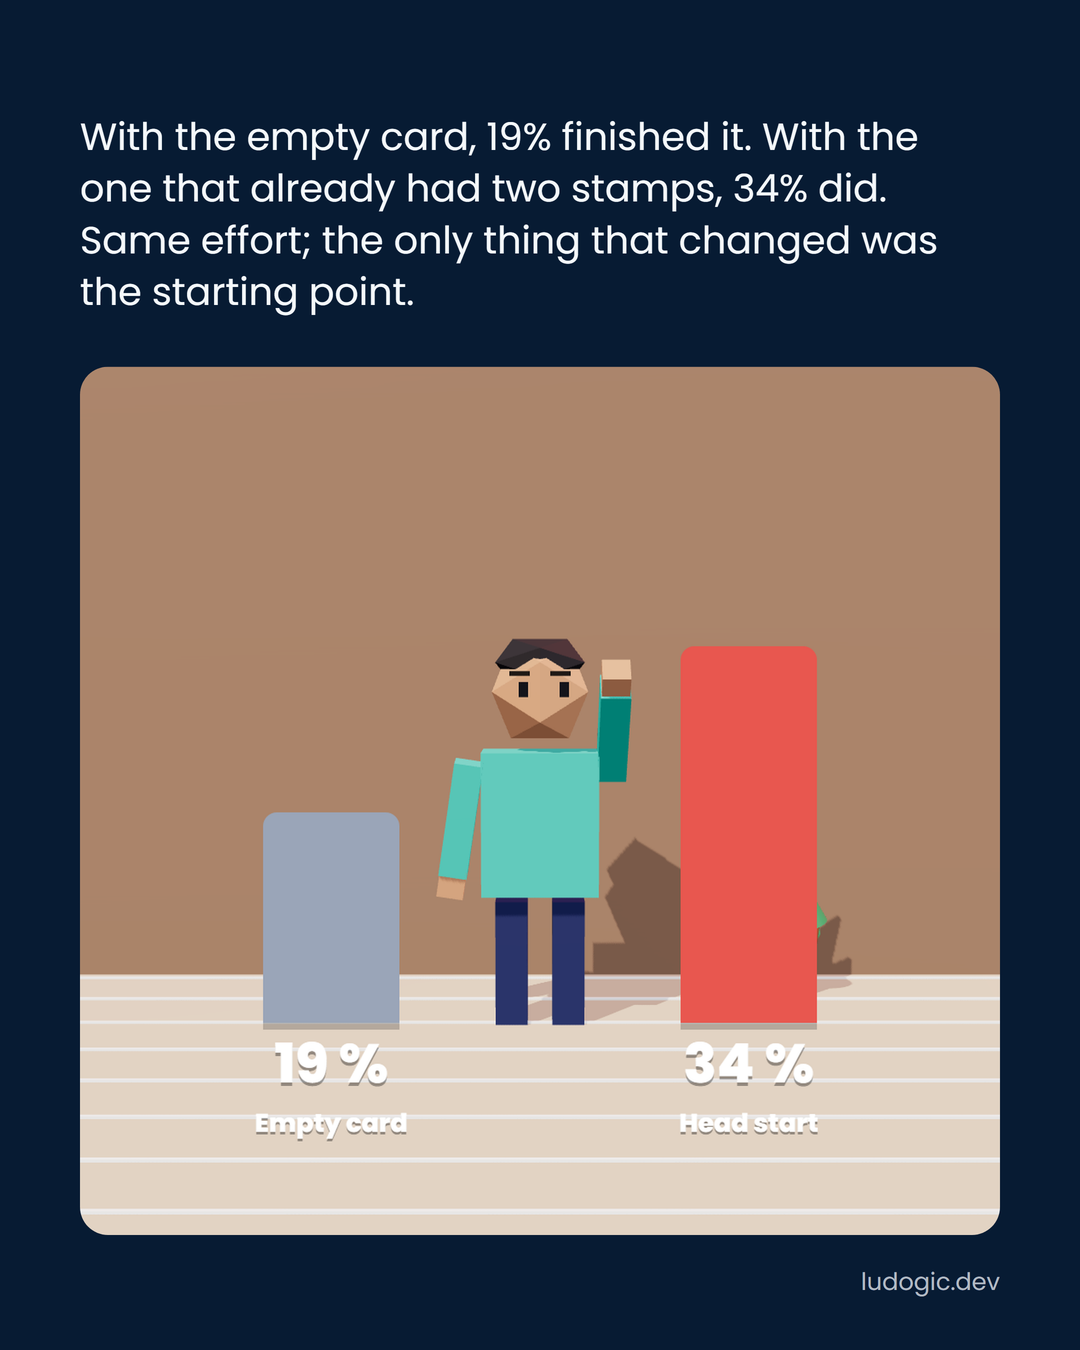 With the empty card, 19% finished it. With the
one that already had two stamps, 34% did.
Same effort; the only thing that changed was
the starting point.
19 %
34 %
Empty card
Head start
ludogic.dev